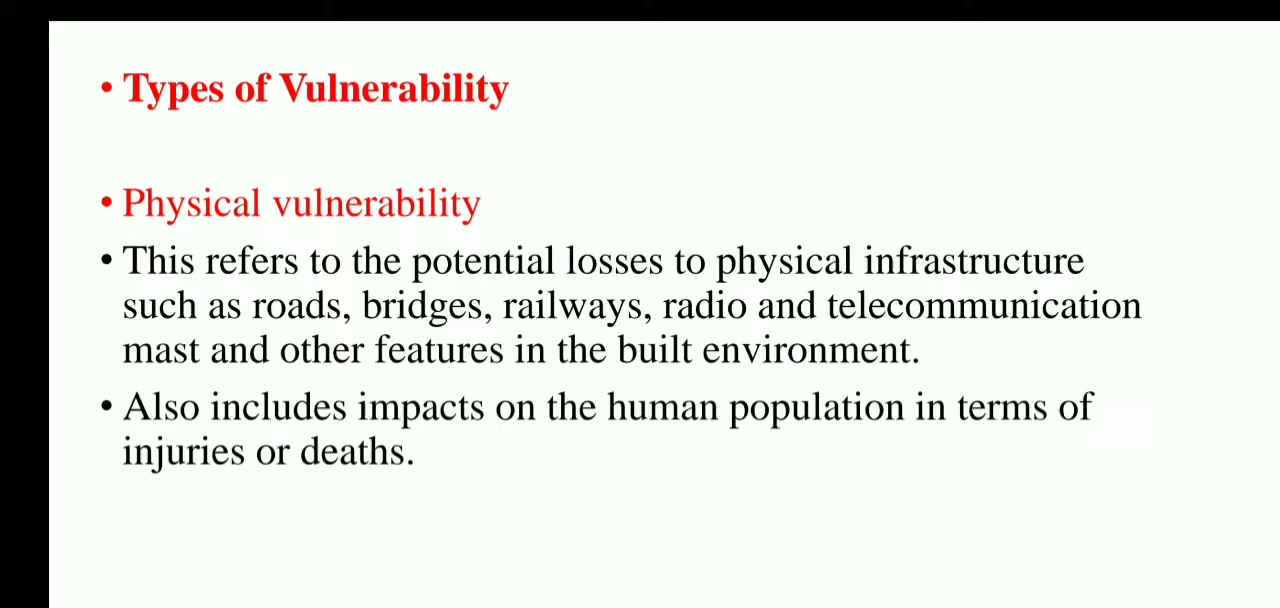 • Types of Vulnerability
• Physical vulnerability
• This refers to the potential losses to physical infrastructure
such as roads, bridges, railways, radio and telecommunication
mast and other features in the built environment.
• Also includes impacts on the human population in terms of
injuries or deaths.